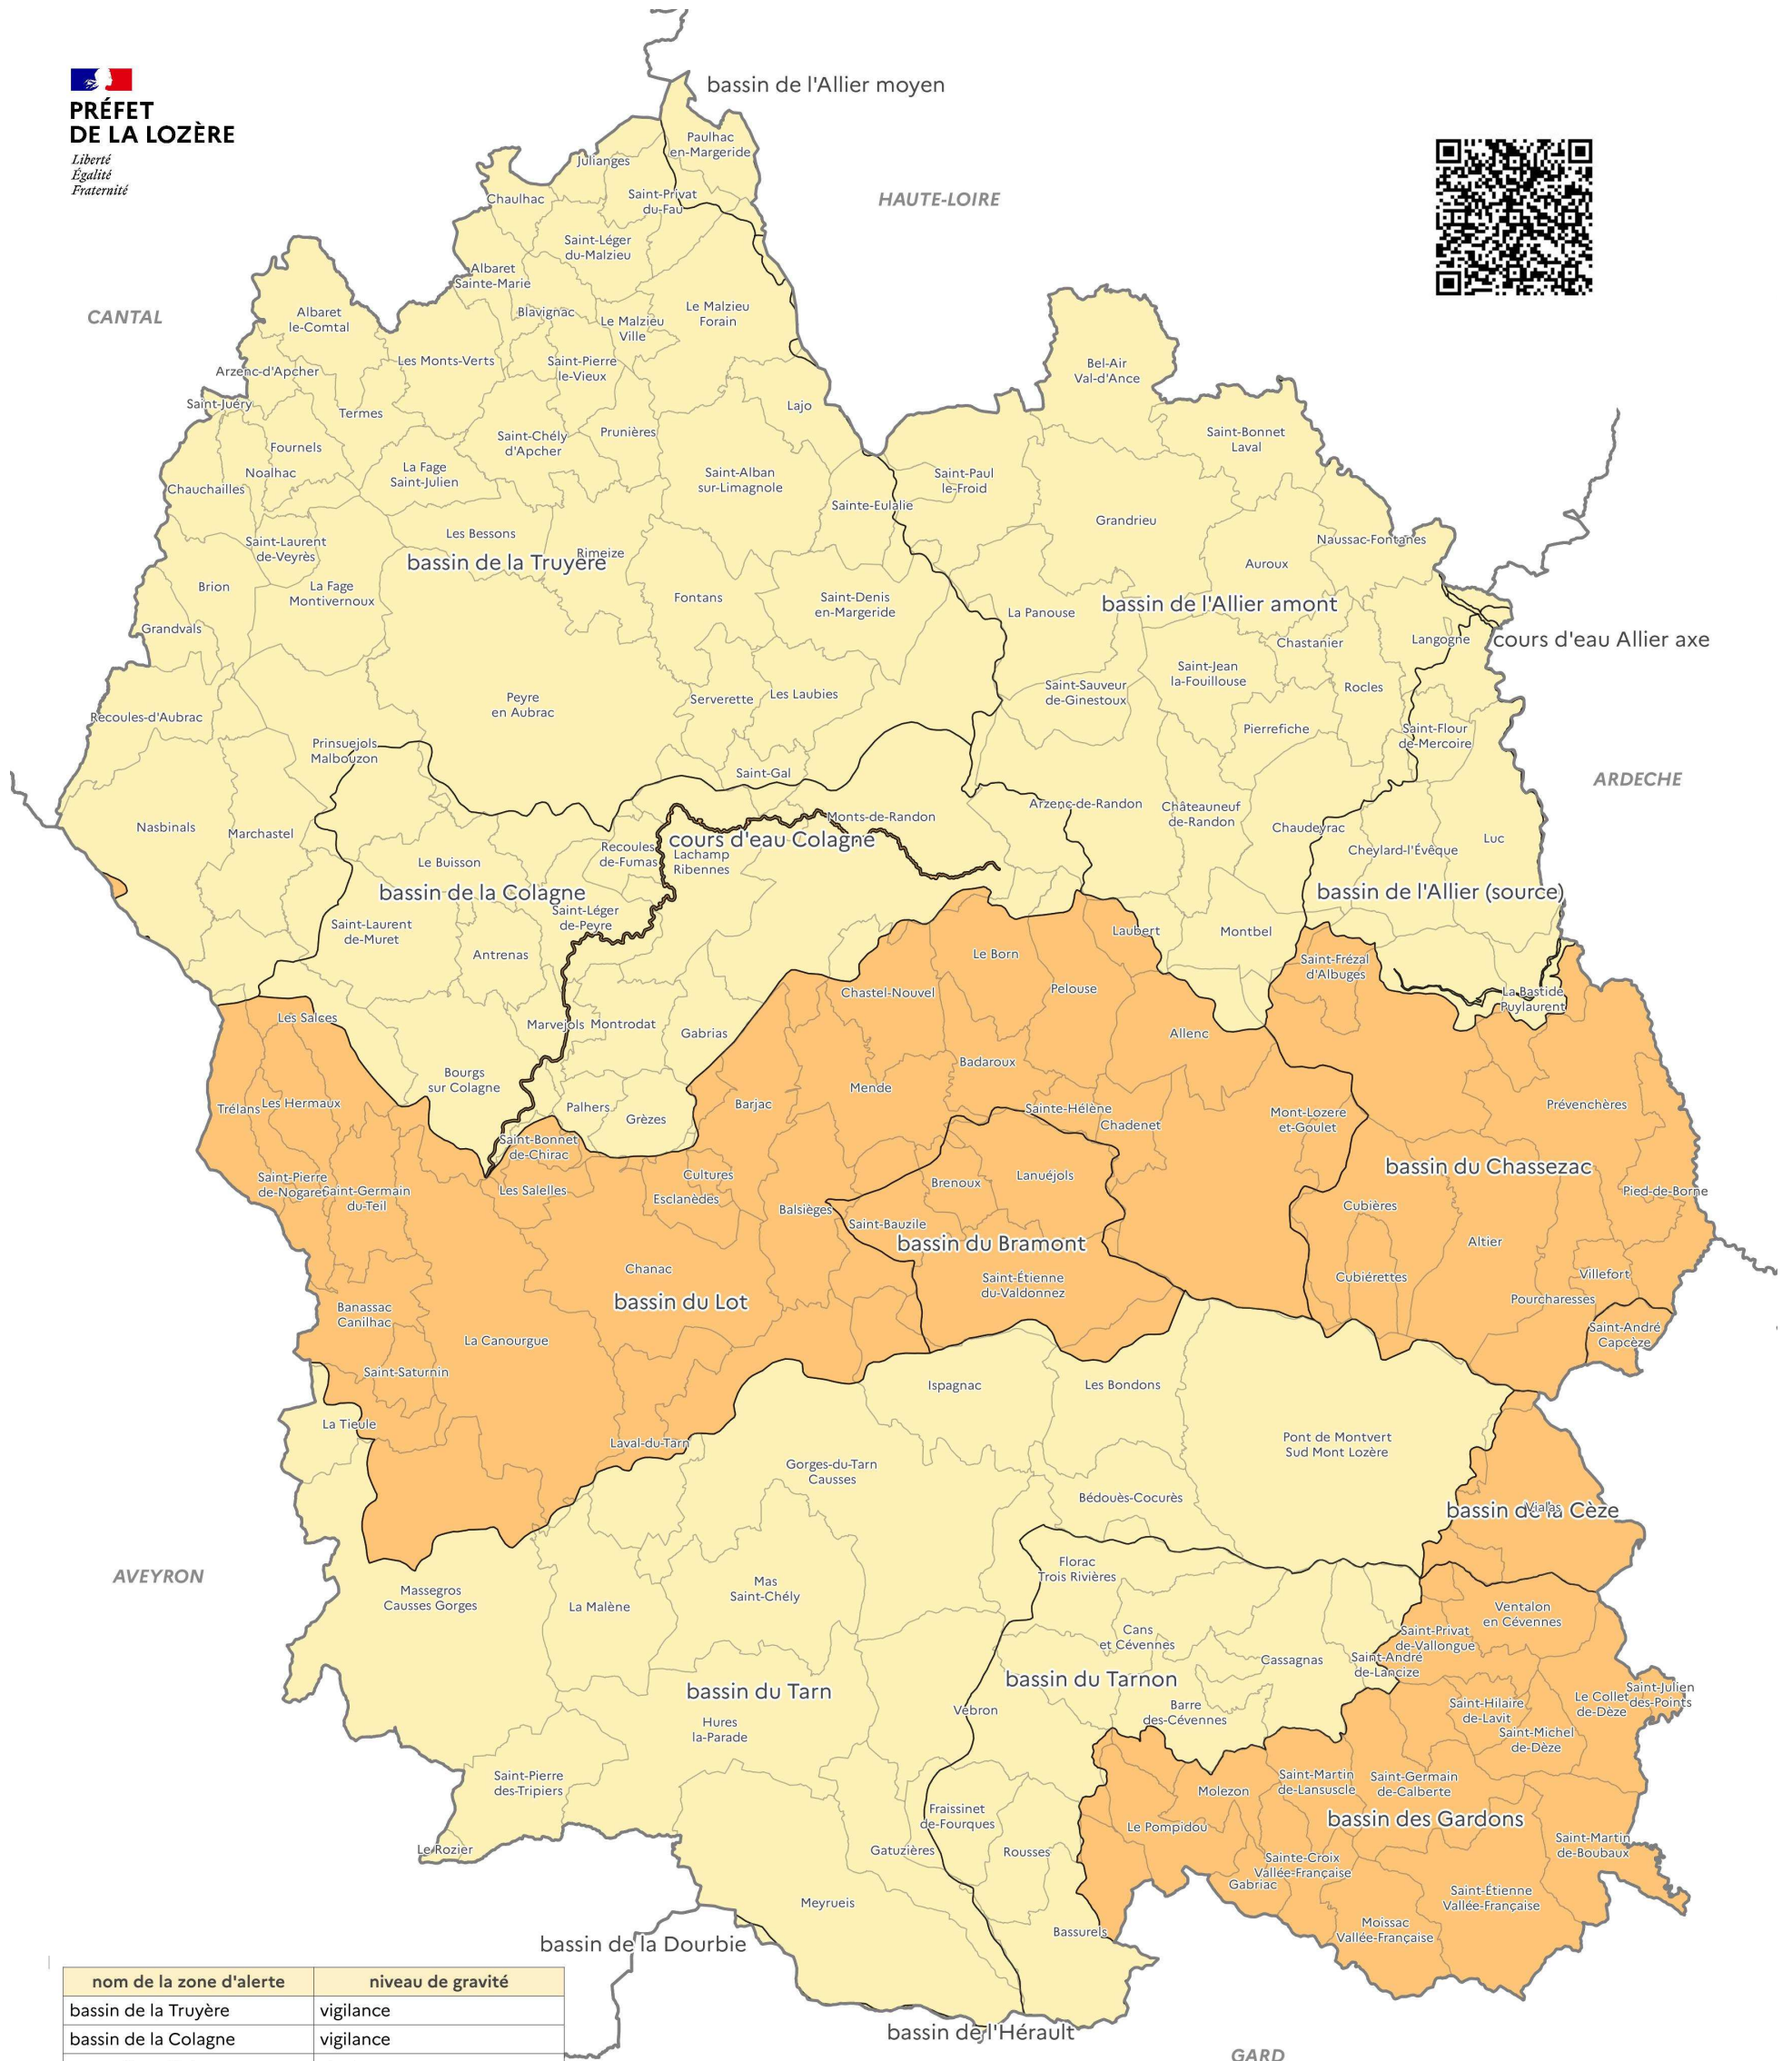 bassin de l'Allier moyen
PRÉFET
DE LA LOZÈRE
Liberté
Égalité
Fraternité
Paulhac
en-Margeride
Julianges
Chaulhac
Saint-Privat
du-Fau
HAUTE-LOIRE
Saint-Léger
du-Malzieu
Albaret
Sainte-Marie
CANTAL
Albaret
le-Comtal
Blavignac
Le Malzieu
Ville
Le Malzieu
Forain
Les Monts-Verts
Saint-Pierre
le-Vieux
Bel-Air
Val-d'Ance
Arzenc-d'Apcher
Saint-Juéry
Termes
Lajo
Fournels
Saint-Chély
d'Apcher
Prunières
Saint-Bonnet
Laval
Noalhac
La Fage
Saint-Julien
Saint-Alban
sur-Limagnole
Saint-Paul
le-Froid
Chauchailles
Sainte-Eulalie
Grandrieu
Les Bessons
Saint-Laurent
de-Veyrès
Rimeize
bassin de la Truyère
Naussac-Fontanes
Auroux
Brion
La Fage
Montivernoux
Fontans
Saint-Denis
en-Margeride
La Panouse
bassin de l'Allier amont
Grandvals
Chastanier
Langogne
cours d'eau Allier axe
Saint-Jean
la-Fouillouse
Saint-Sauveur
de-Ginestoux
Rocles
Peyre
en Aubrac
Serverette
Les Laubies
Recoules-d'Aubrac
Pierrefiche
Saint-Flour
de-Mercoire
Prinsuejols
Malbouzon
Saint-Gal
ARDECHE
Nasbinals
Marchastel
Monts-de-Randon
Arzenc-de-Randon
Châteauneuf
de-Randon
Chaudeyrac
cours d'eau Colagne
Recoules
de-Fumas
Lachamp
Ribennes
Cheylard-l'Évêque
Luc
Le Buisson
bassin de la Colagne
bassin de l'Allier (source)
Saint-Léger
de-Peyre
Saint-Laurent
de-Muret
Antrenas
Laubert
Montbel
Le Born
Saint-Frézal
d'Albuges
Chastel-Nouvel
Pelouse
La Bastide
Puylaurent
Les Salces
Marvejols
Montrodat
Gabrias
Allenc
Bourgs
sur Colagne
Badaroux
Mende
Trélans
Les Hermaux
Palhers
Grèzes
Barjac
Sainte-Hélène
Chadenet
Mont-Lozere
et-Goulet
Prévenchères
Saint-Bonnet
de-Chirac
bassin du Chassezac
Saint-Pierre
de-Nogaret
Saint-Germain
du-Teil
Les Salelles
Cultures
Esclanèdes
Brenoux
Lanuéjols
Pied-de-Borne
Balsièges
Saint-Bauzile
Cubières
bassin du Bramont
Altier
Chanac
Saint-Étienne
du-Valdonnez
Cubiérettes
Villefort
bassin du Lot
Pourcharesses
Banassac
Canilhac
La Canourgue
Saint-André
Capcèze
Saint-Saturnin
Ispagnac
Les Bondons
La Tieule
Laval-du-Tarn
Pont de Montvert
Sud Mont Lozère
Gorges-du-Tarn
Causses
Bédouès-Cocurès
bassin de la Cèze
Vialas
Florac
Trois Rivières
AVEYRON
Massegros
Causses Gorges
Mas
Saint-Chély
La Malène
Ventalon
en Cévennes
Cans
et Cévennes
Saint-Privat
de-Vallongue
Cassagnas
Saint-André
de-Lancize
bassin du Tarnon
bassin du Tarn
Saint-Julien
des-Points
Le Collet
de-Dèze
Saint-Hilaire
de-Lavit
Vébron
Barre
des-Cévennes
Hures
la-Parade
Saint-Michel
de-Dèze
Saint-Pierre
des-Tripiers
Saint-Martin
de-Lansuscle
Saint-Germain
de-Calberte
Molezon
Fraissinet
de-Fourques
Le Pompidou
bassin des Gardons
Le Rozier
Gatuzières
Rousses
Saint-Martin
de-Boubaux
Sainte-Croix
Vallée-Française
Gabriac
Saint-Étienne
Vallée-Française
Meyrueis
Moissac
Vallée-Française
Bassurels
bassin de la Dourbie
bassin de l'Hérault
GARD
nom de la zone d'alerte niveau de gravité
bassin de la Truyère vigilance
bassin de la Colagne vigilance